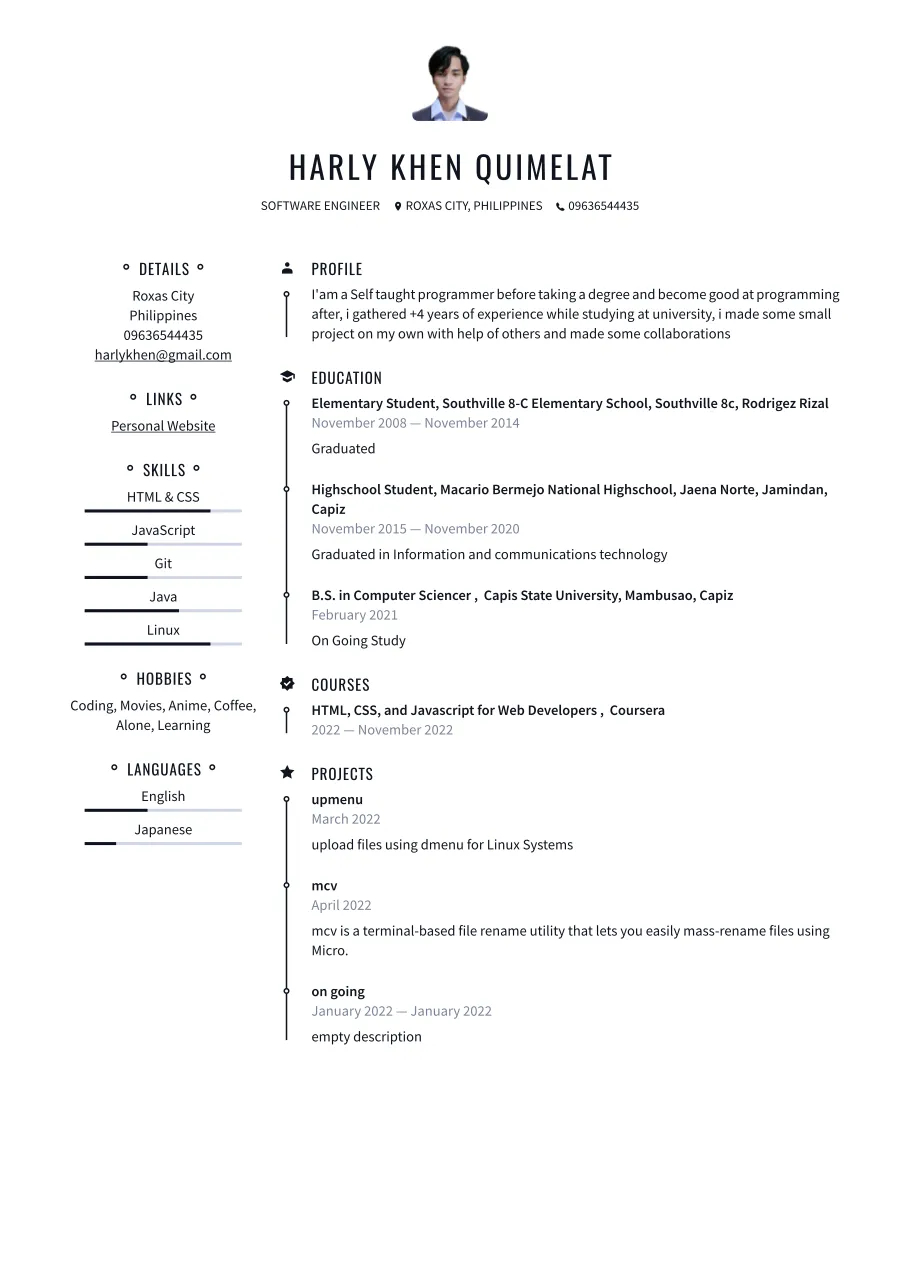 HARLY KHEN QUIMELAT
SOFTWARE ENGINEER ROXAS CITY, PHILIPPINES 09636544435
DETAILS
Roxas City
Philippines
09636544435
harlykhen@gmail.com
LINKS
Personal Website
SKILLS
HTML & CSS
JavaScript
Git
Java
Linux
HOBBIES
Coding, Movies, Anime, Coffee,
Alone, Learning
LANGUAGES
English
Japanese
PROFILE
I'am a Self taught programmer before taking a degree and become good at programming
after, i gathered +4 years of experience while studying at university, i made some small
project on my own with help of others and made some collaborations
EDUCATION
Elementary Student, Southville 8-C Elementary School, Southville 8c, Rodrigez Rizal
November 2008 — November 2014
Graduated
Highschool Student, Macario Bermejo National Highschool, Jaena Norte, Jamindan,
Capiz
November 2015 — November 2020
Graduated in Information and communications technology
B.S. in Computer Sciencer , Capis State University, Mambusao, Capiz
February 2021
On Going Study
COURSES
HTML, CSS, and Javascript for Web Developers , Coursera
2022 — November 2022
PROJECTS
upmenu
March 2022
upload files using dmenu for Linux Systems
mcv
April 2022
mcv is a terminal-based file rename utility that lets you easily mass-rename files using
Micro.
on going
January 2022 — January 2022
empty description